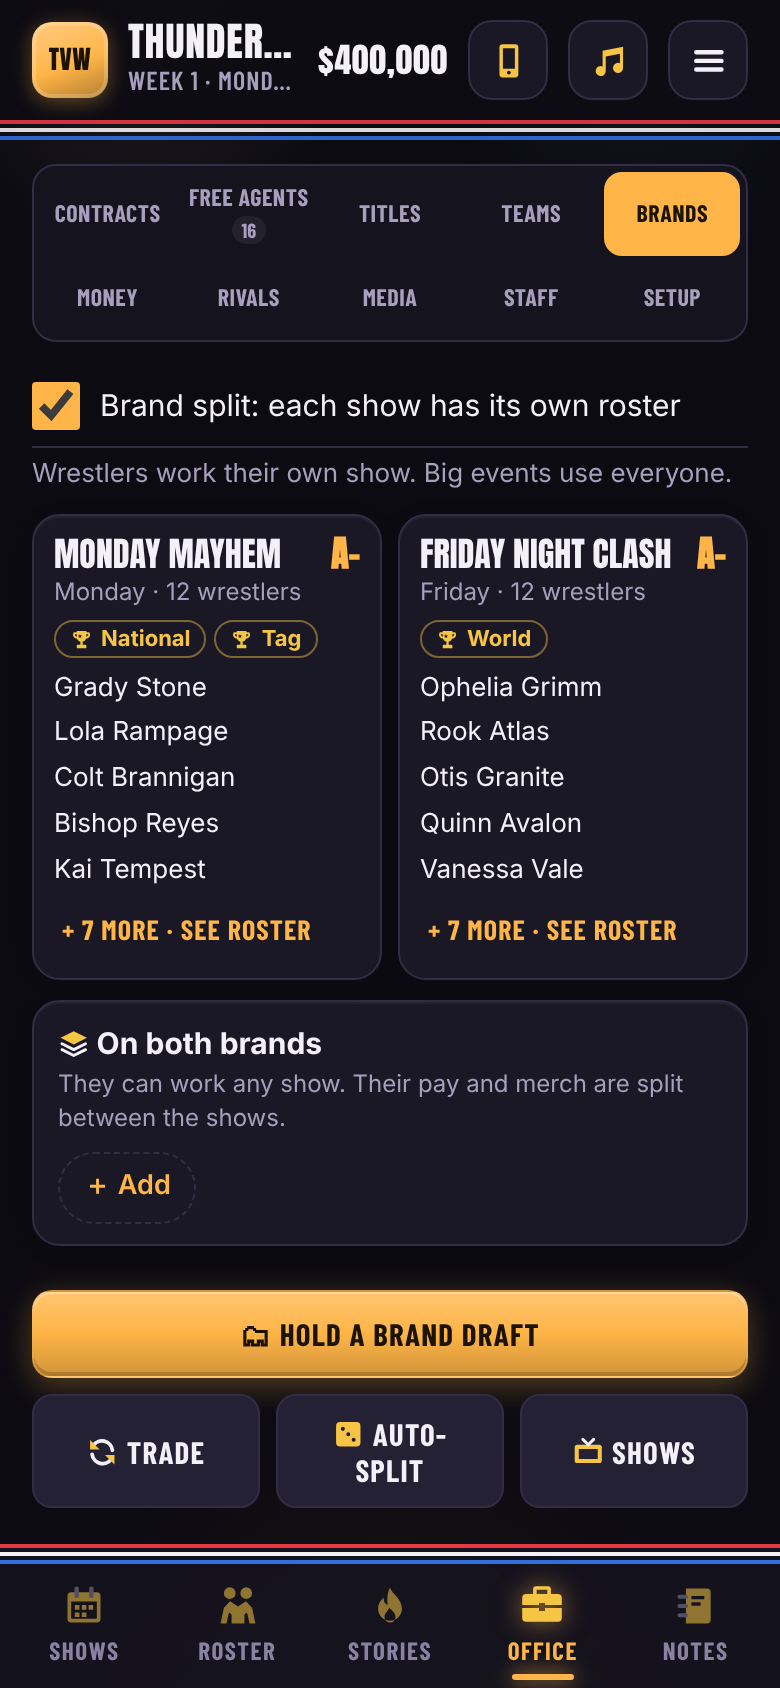 TVW
THUNDER...
WEEK 1 · MOND...
$400,000
CONTRACTS
FREE AGENTS
16
TITLES
TEAMS
BRANDS
MONEY
RIVALS
MEDIA
STAFF
SETUP
Brand split: each show has its own roster
Wrestlers work their own show. Big events use everyone.
MONDAY MAYHEM A-
Monday · 12 wrestlers
National Tag
Grady Stone
Lola Rampage
Colt Brannigan
Bishop Reyes
Kai Tempest
+ 7 MORE · SEE ROSTER
FRIDAY NIGHT CLASH A-
Friday · 12 wrestlers
World
Ophelia Grimm
Rook Atlas
Otis Granite
Quinn Avalon
Vanessa Vale
+ 7 MORE · SEE ROSTER
On both brands
They can work any show. Their pay and merch are split
between the shows.
+ Add
HOLD A BRAND DRAFT
TRADE
AUTO-
SPLIT
SHOWS
SHOWS
ROSTER
STORIES
OFFICE
NOTES